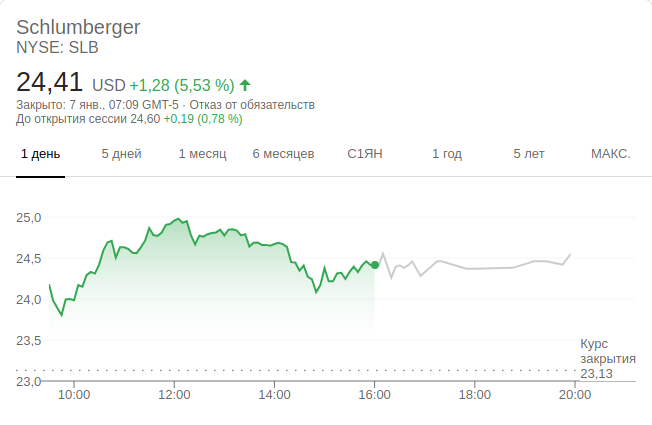 Schlumberger
NYSE: SLB
24,41 USD +1,28 (5,53 %)
Закрыто: 7 янв., 07:09 GMT-5 · Отказ от обязательств
До открытия сессии 24,60 +0,19 (0,78 %)
1 день 5 дней 1 месяц 6 месяцев С1ЯН 1 год 5 лет МАКС.
25,0
24,5
24,0
23,5
Курс
закрытия
23,13
23,0
10:00 12:00 14:00 16:00 18:00 20:00